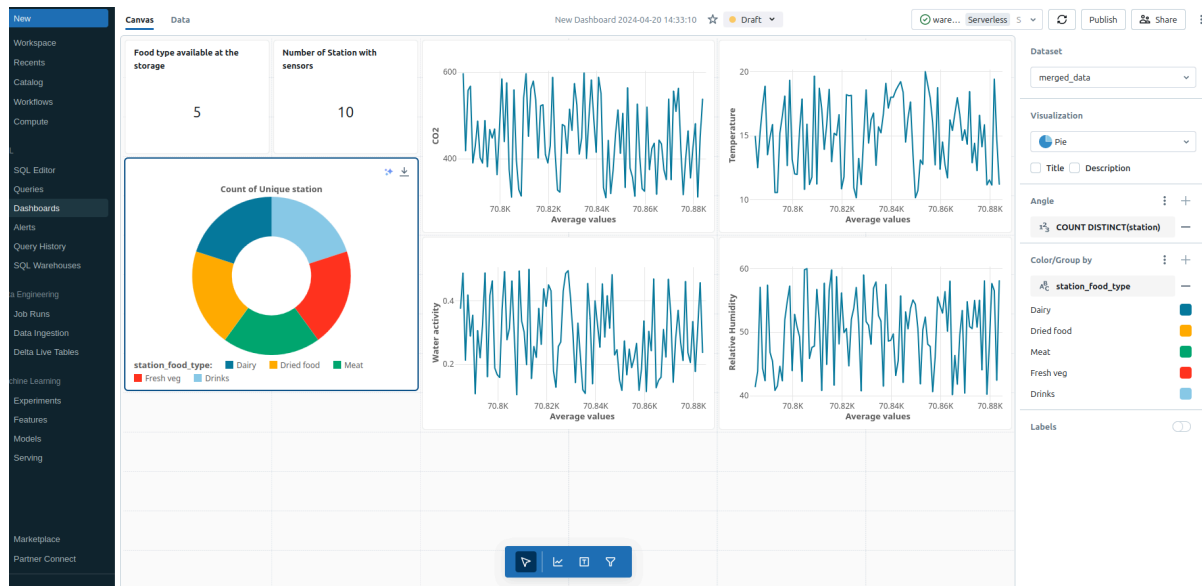 New
Workspace
Recents
Catalog
Workflows
Compute
L
SQL Editor
Queries
Dashboards
Alerts
Query History
SQL Warehouses
ta Engineering
Job Runs
Data Ingestion
Delta Live Tables
chine Learning
Experiments
Features
Models
Serving
Marketplace
Partner Connect
Canvas Data
New Dashboard 2024-04-20 14:33:10 Draft
ware... Serverless S
Publish
Share
Food type available at the
storage
5
Number of Station with
sensors
10
Count of Unique station
station_food_type: Dairy Dried food Meat
Fresh veg Drinks
CO2
600
400
70.8K 70.82K 70.84K 70.86K 70.88K
Average values
Temperature
20
15
10
70.8K 70.82K 70.84K 70.86K 70.88K
Average values
Water activity
0.4
0.2
70.8K 70.82K 70.84K 70.86K 70.88K
Average values
Relative Humidity
60
50
40
70.8K 70.82K 70.84K 70.86K 70.88K
Average values
Dataset
merged_data
Visualization
Pie
Title Description
Angle
COUNT DISTINCT(station)
Color/Group by
station_food_type
Dairy
Dried food
Meat
Fresh veg
Drinks
Labels